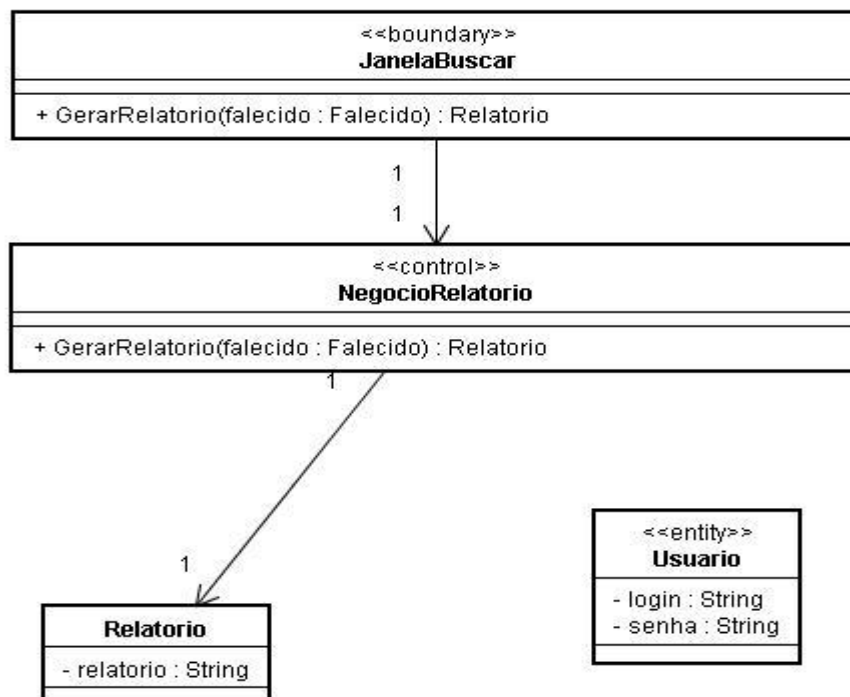 <<boundary>>
JanelaBuscar
+ GerarRelatorio(falecido : Falecido) : Relatorio
1
1
<<control>>
NegocioRelatorio
+ GerarRelatorio(falecido : Falecido) : Relatorio
1
1
Relatorio
- relatorio : String
<<entity>>
Usuario
- login : String
- senha : String